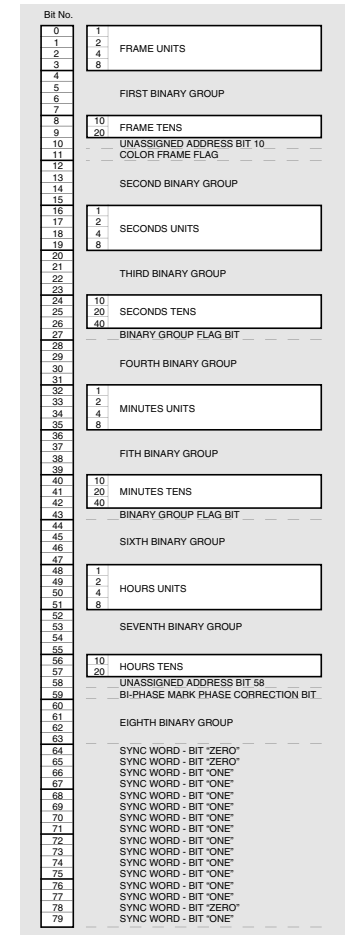 Bit No.
0 1
1 2 FRAME UNITS
2 4
3 8
4
5 FIRST BINARY GROUP
6
7
8 10 FRAME TENS
9 20
10 UNASSIGNED ADDRESS BIT 10
11 COLOR FRAME FLAG
12
13 SECOND BINARY GROUP
14
15
16 1
17 2 SECONDS UNITS
18 4
19 8
20
21 THIRD BINARY GROUP
22
23
24 10
25 20 SECONDS TENS
26 40
27 BINARY GROUP FLAG BIT
28
29 FOURTH BINARY GROUP
30
31
32 1
33 2 MINUTES UNITS
34 4
35 8
36
37 FITH BINARY GROUP
38
39
40 10
41 20 MINUTES TENS
42 40
43 BINARY GROUP FLAG BIT
44
45 SIXTH BINARY GROUP
46
47
48 1
49 2 HOURS UNITS
50 4
51 8
52
53 SEVENTH BINARY GROUP
54
55
56 10 HOURS TENS
57 20
58 UNASSIGNED ADDRESS BIT 58
59 BI-PHASE MARK PHASE CORRECTION BIT
60
61 EIGHTH BINARY GROUP
62
63
64 SYNC WORD - BIT “ZERO”
65 SYNC WORD - BIT “ZERO”
66 SYNC WORD - BIT “ONE”
67 SYNC WORD - BIT “ONE”
68 SYNC WORD - BIT “ONE”
69 SYNC WORD - BIT “ONE”
70 SYNC WORD - BIT “ONE”
71 SYNC WORD - BIT “ONE”
72 SYNC WORD - BIT “ONE”
73 SYNC WORD - BIT “ONE”
74 SYNC WORD - BIT “ONE”
75 SYNC WORD - BIT “ONE”
76 SYNC WORD - BIT “ONE”
77 SYNC WORD - BIT “ONE”
78 SYNC WORD - BIT “ZERO”
79 SYNC WORD - BIT “ONE”